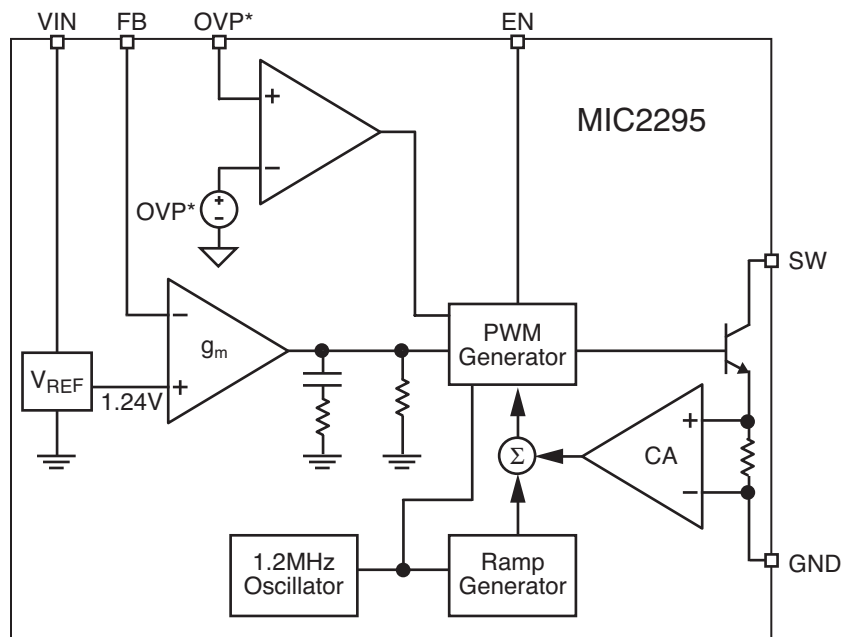 VIN FB OVP* EN
MIC2295
OVP*
SW
PWM
Generator
gm
VREF
1.24V
CA
Σ
1.2MHz
Oscillator
Ramp
Generator
GND